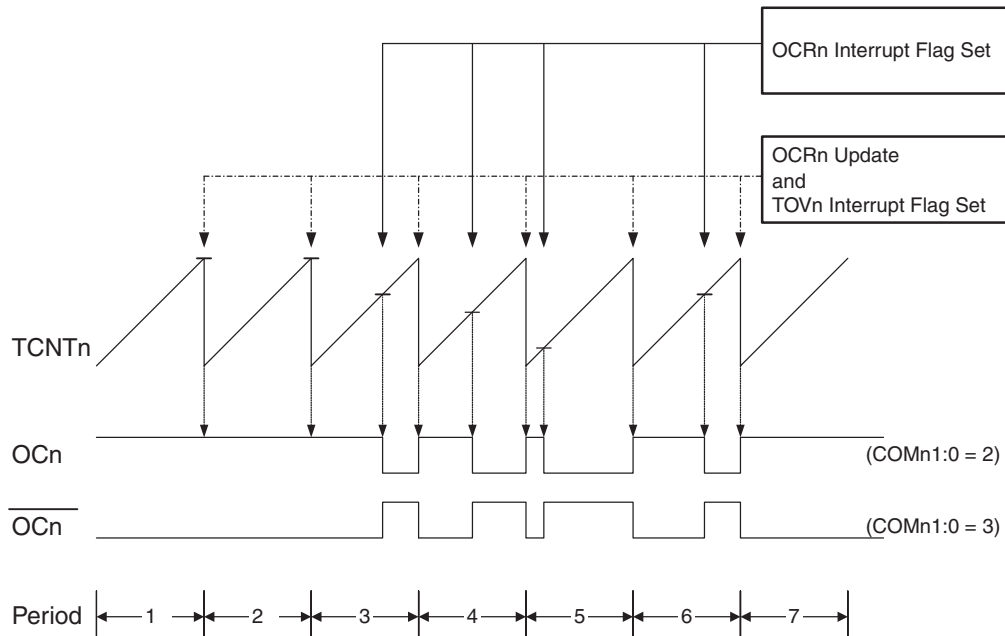 OCRn Interrupt Flag Set
OCRn Update
and
TOVn Interrupt Flag Set
TCNTn
OCn
(COMn1:0 = 2)
OCn
(COMn1:0 = 3)
Period
1
2
3
4
5
6
7